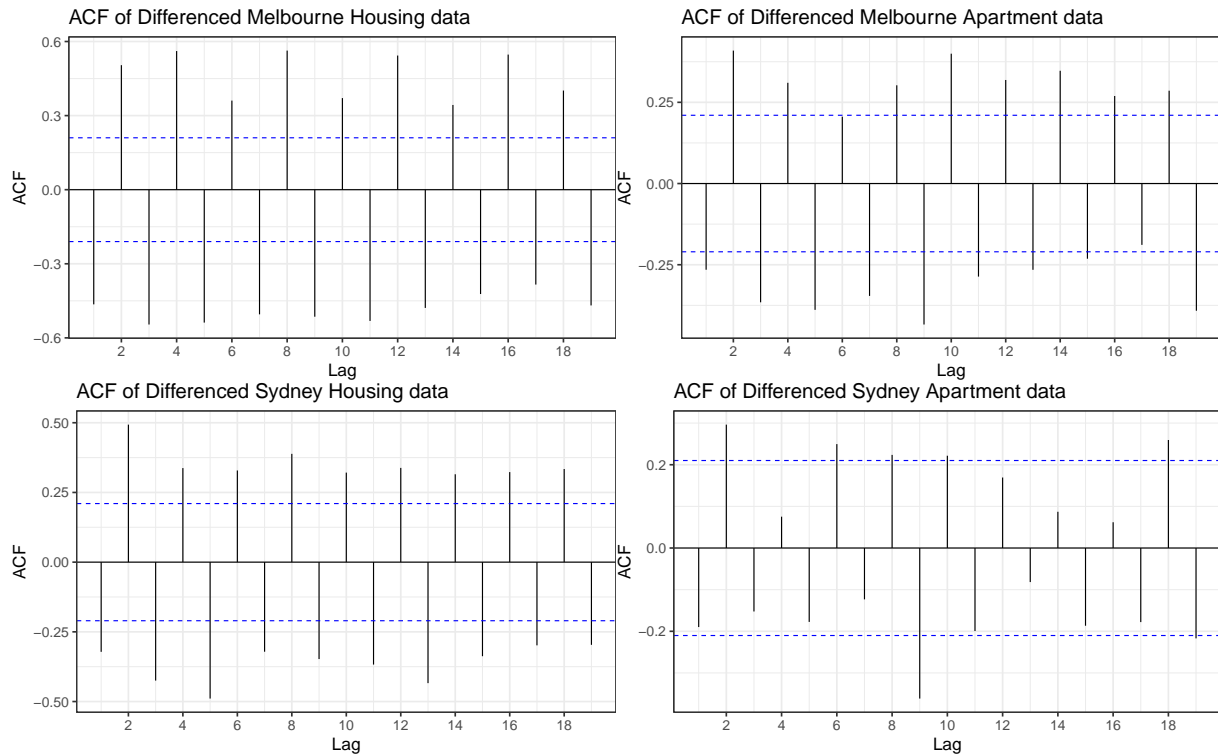 ACF of Differenced Melbourne Housing data
0.6
0.3
0.0
−0.3
−0.6
ACF
2 4 6 8 10 12 14 16 18
Lag
ACF of Differenced Melbourne Apartment data
0.25
0.00
−0.25
ACF
2 4 6 8 10 12 14 16 18
Lag
ACF of Differenced Sydney Housing data
0.50
0.25
0.00
−0.25
−0.50
ACF
2 4 6 8 10 12 14 16 18
Lag
ACF of Differenced Sydney Apartment data
0.2
0.0
−0.2
ACF
2 4 6 8 10 12 14 16 18
Lag